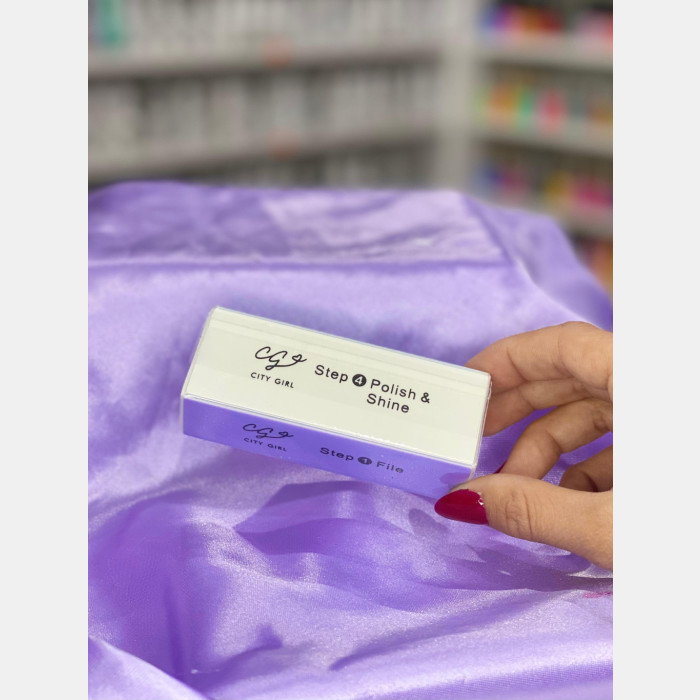 CG
CITY GIRL
Step 4 Polish &
Shine
CG
CITY GIRL
Step 1 File